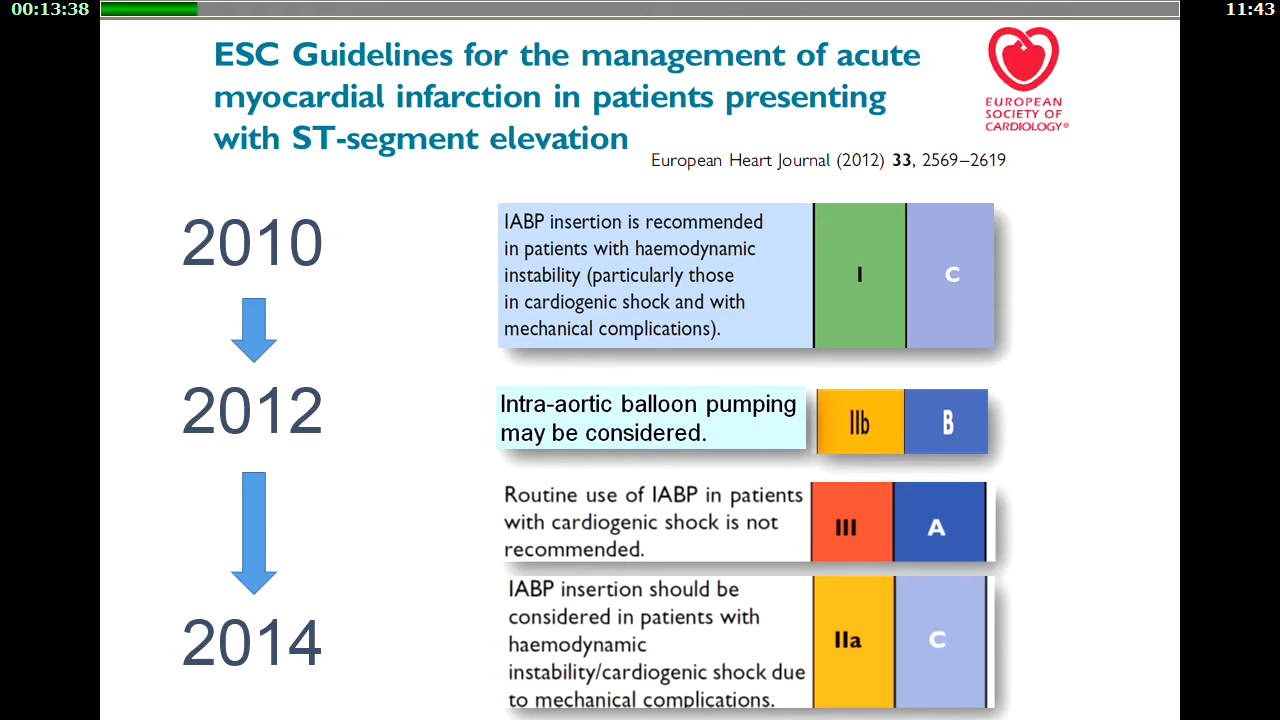 00:13:38
11:43
ESC Guidelines for the management of acute
myocardial infarction in patients presenting
with ST-segment elevation
EUROPEAN
SOCIETY OF
CARDIOLOGY®
European Heart Journal (2012) 33, 2569–2619
2010
IABP insertion is recommended
in patients with haemodynamic
instability (particularly those
in cardiogenic shock and with
mechanical complications).
I
C
2012
Intra-aortic balloon pumping
may be considered.
IIb
B
Routine use of IABP in patients
with cardiogenic shock is not
recommended.
III
A
2014
IABP insertion should be
considered in patients with
haemodynamic
instability/cardiogenic shock due
to mechanical complications.
IIa
C